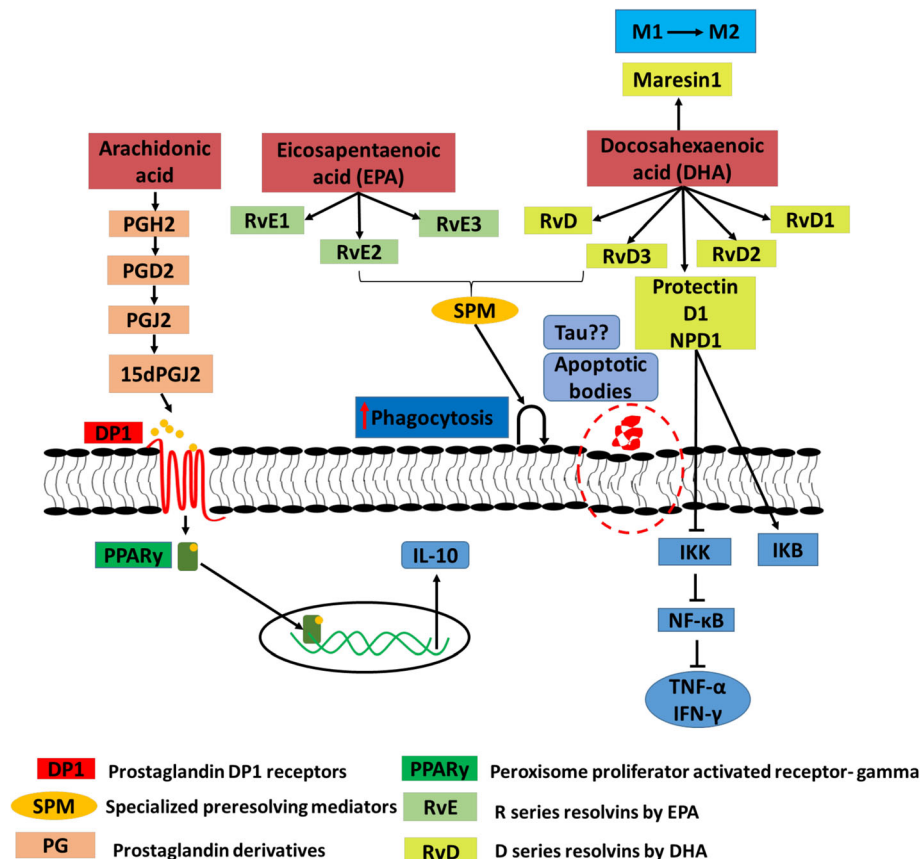 M1 M2
Maresin1
Arachidonic
acid
Eicosapentaenoic
acid (EPA)
Docosahexaenoic
acid (DHA)
PGH2
RvE1
RvE3
RvE2
RvD
RvD1
RvD3
RvD2
PGD2
PGJ2
15dPGJ2
SPM
Protectin
D1
NPD1
Tau??
Apoptotic
bodies
Phagocytosis
DP1
PPARγ
IL-10
IKK
IKB
NF-κB
TNF-α
IFN-γ
DP1 Prostaglandin DP1 receptors
PPARγ Peroxisome proliferator activated receptor- gamma
SPM Specialized preresolving mediators
RvE R series resolvins by EPA
PG Prostaglandin derivatives
RvD D series resolvins by DHA